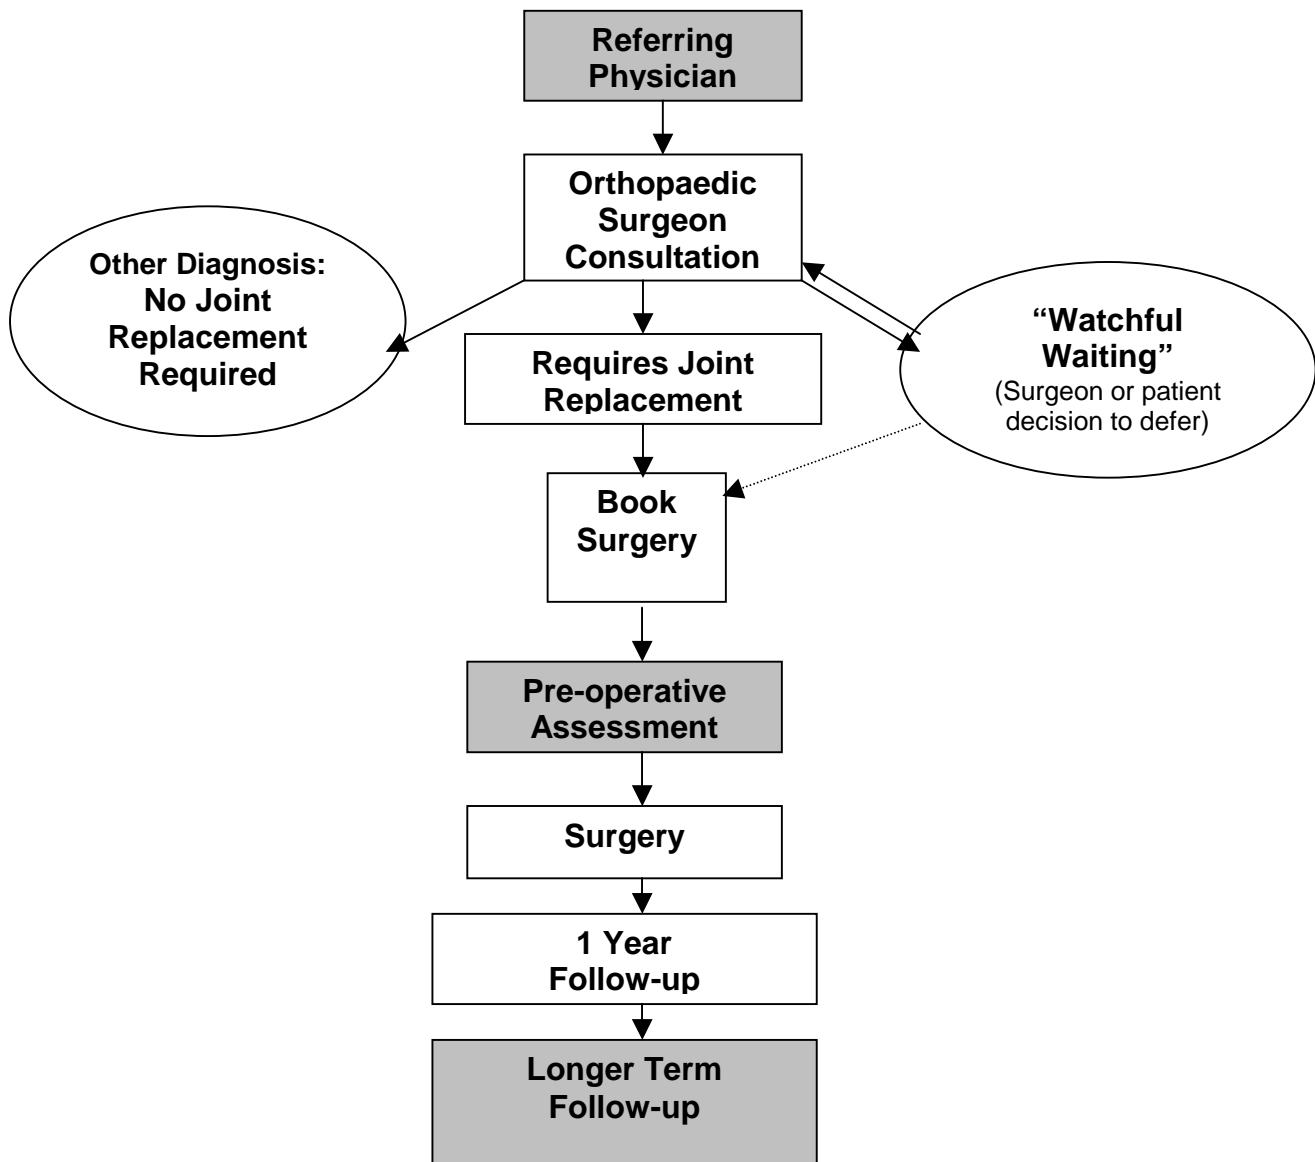 Referring
Physician
Orthopaedic
Surgeon
Consultation
Other Diagnosis:
No Joint
Replacement
Required
“Watchful
Waiting”
(Surgeon or patient
decision to defer)
Requires Joint
Replacement
Book
Surgery
Pre-operative
Assessment
Surgery
1 Year
Follow-up
Longer Term
Follow-up